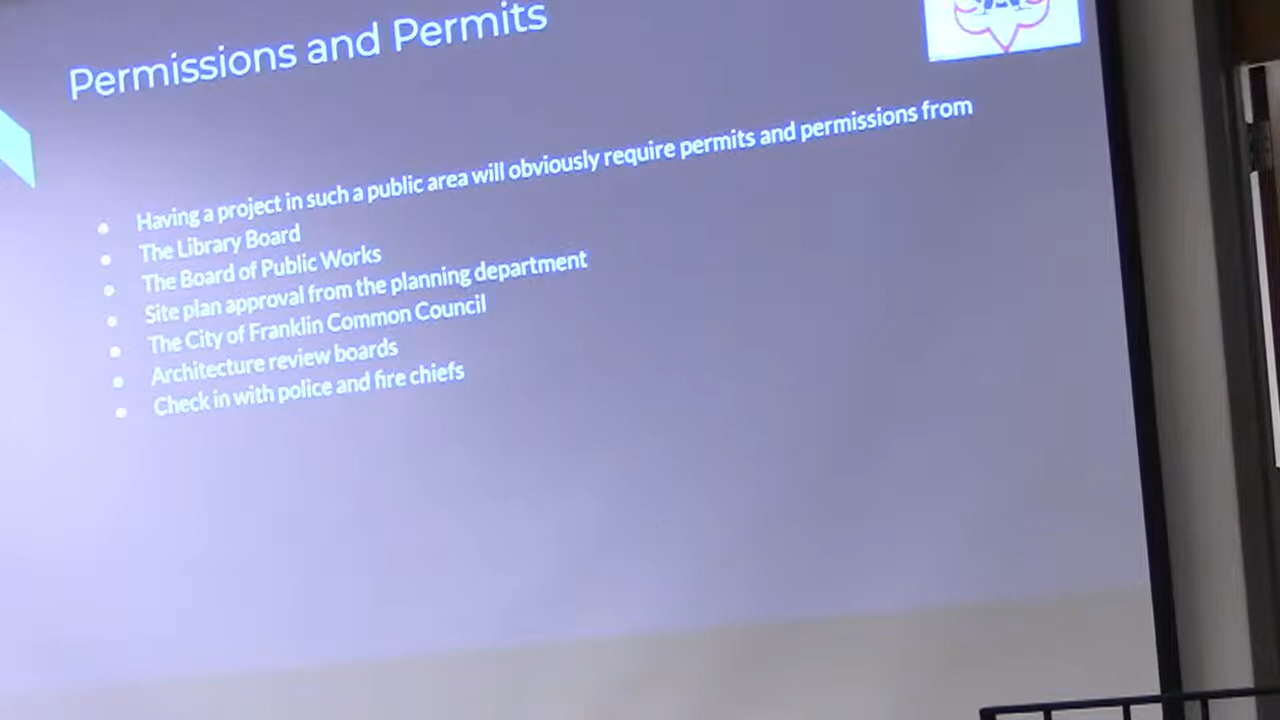 Permissions and Permits
Having a project in such a public area will obviously require permits and permissions from
The Library Board
The Board of Public Works
Site plan approval from the planning department
The City of Franklin Common Council
Architecture review boards
Check in with police and fire chiefs